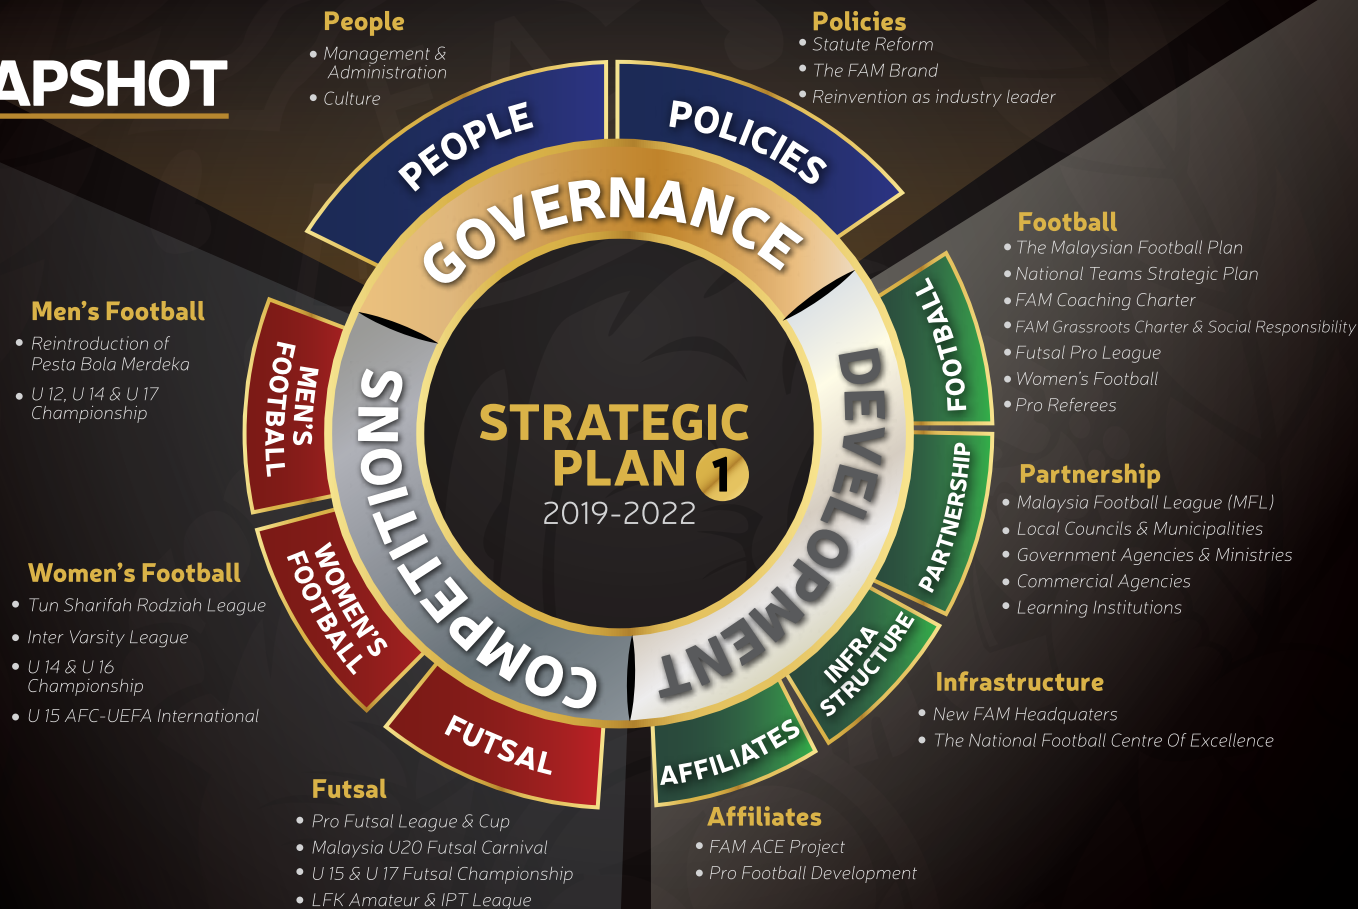 APSHOT
People
• Management &
Administration
• Culture
Policies
• Statute Reform
• The FAM Brand
• Reinvention as industry leader
PEOPLE
POLICIES
GOVERNANCE
Football
• The Malaysian Football Plan
• National Teams Strategic Plan
• FAM Coaching Charter
• FAM Grassroots Charter & Social Responsibility
• Futsal Pro League
• Women's Football
• Pro Referees
Men's Football
• Reintroduction of
Pesta Bola Merdeka
• U 12, U 14 & U 17
Championship
MEN'S
FOOTBALL
COMPETITIONS
STRATEGIC
PLAN 1
2019-2022
DEVELOPMENT
FOOTBALL
PARTNERSHIP
Partnership
• Malaysia Football League (MFL)
• Local Councils & Municipalities
• Government Agencies & Ministries
• Commercial Agencies
• Learning Institutions
Women's Football
• Tun Sharifah Rodziah League
• Inter Varsity League
• U 14 & U 16
Championship
• U 15 AFC-UEFA International
WOMEN'S
FOOTBALL
INFRA
STRUCTURE
Infrastructure
• New FAM Headquaters
• The National Football Centre Of Excellence
FUTSAL
AFFILIATES
Futsal
• Pro Futsal League & Cup
• Malaysia U20 Futsal Carnival
• U 15 & U 17 Futsal Championship
• LFK Amateur & IPT League
Affiliates
• FAM ACE Project
• Pro Football Development